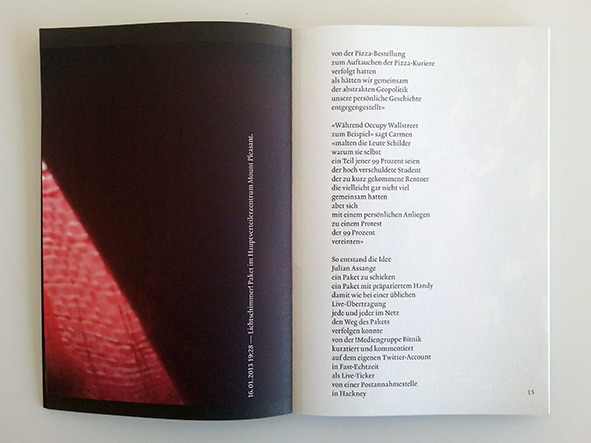 16.01.2013 19:28 — Lichtschimmer! Paket im Hauptverteilerzentrum Mount Pleasant.
von der Pizza-Bestellung
zum Auftauchen der Pizza-Kuriere
verfolgt hatten
als hätten wir gemeinsam
der abstrakten Geopolitik
unsere persönliche Geschichte
entgegengestellt»
«Während Occupy Wallstreet
zum Beispiel» sagt Carmen
«malten die Leute Schilder
warum sie selbst
ein Teil jener 99 Prozent seien
der hoch verschuldete Student
der zu kurz gekommene Rentner
die vielleicht gar nicht viel
gemeinsam hatten
aber sich
mit einem persönlichen Anliegen
zu einem Protest
der 99 Prozent
vereinten»
So entstand die Idee
Julian Assange
ein Paket zu schicken
ein Paket mit präpariertem Handy
damit wie bei einer üblichen
Live-Übertragung
jede und jeder im Netz
den Weg des Pakets
verfolgen konnte
von der !Mediengruppe Bitnik
kuratiert und kommentiert
auf dem eigenen Twitter-Account
in Fast-Echtzeit
als Live-Ticker
von einer Postannahmestelle
in Hackney
15